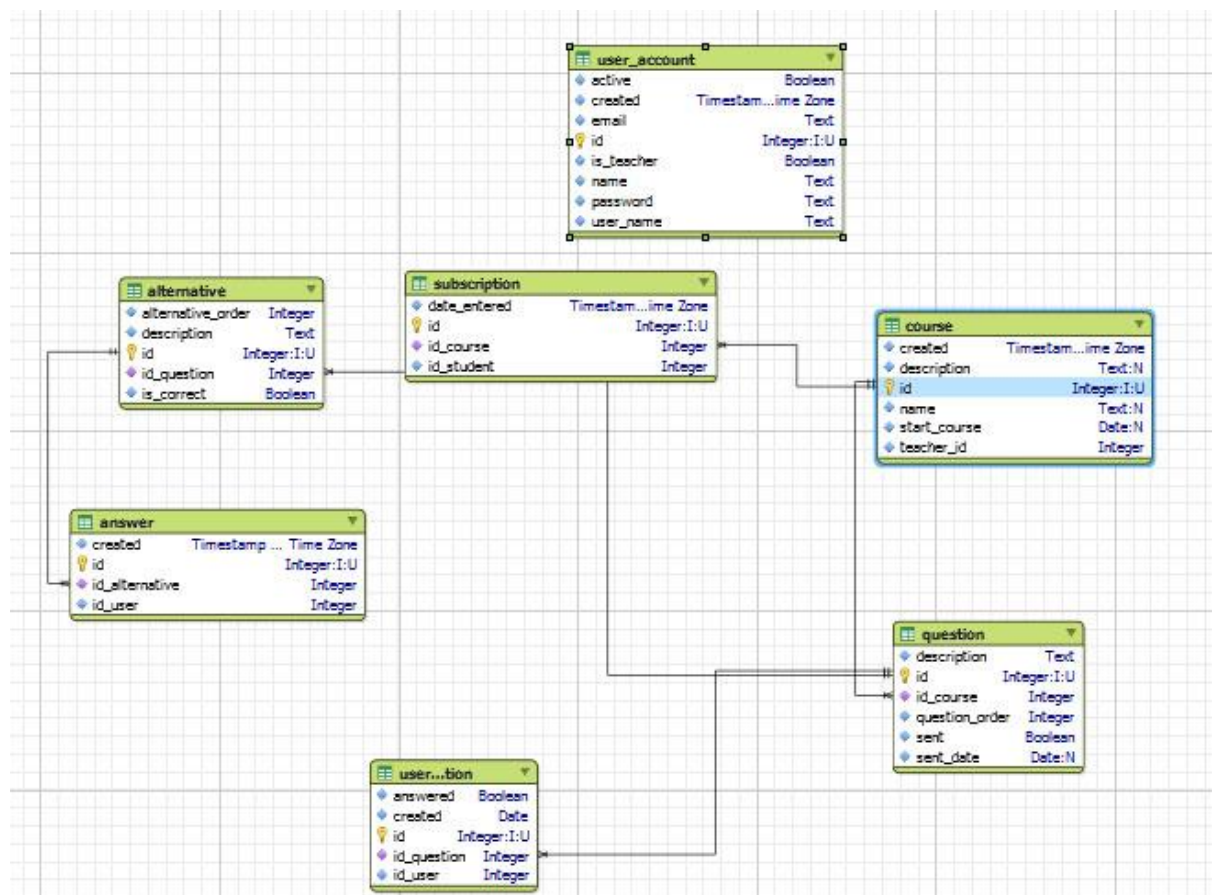 user_account
active Boolean
created Timestam...ime Zone
email Text
id Integer:I:U
is_teacher Boolean
name Text
password Text
user_name Text
alternative
alternative_order Integer
description Text
id Integer:I:U
id_question Integer
is_correct Boolean
subscription
date_entered Timestam...ime Zone
id Integer:I:U
id_course Integer
id_student Integer
course
created Timestam...ime Zone
description Text:N
id Integer:I:U
name Text:N
start_course Date:N
teacher_id Integer
answer
created Timestamp ... Time Zone
id Integer:I:U
id_alternative Integer
id_user Integer
question
description Text
id Integer:I:U
id_course Integer
question_order Integer
sent Boolean
sent_date Date:N
user...tion
answered Boolean
created Date
id Integer:I:U
id_question Integer
id_user Integer